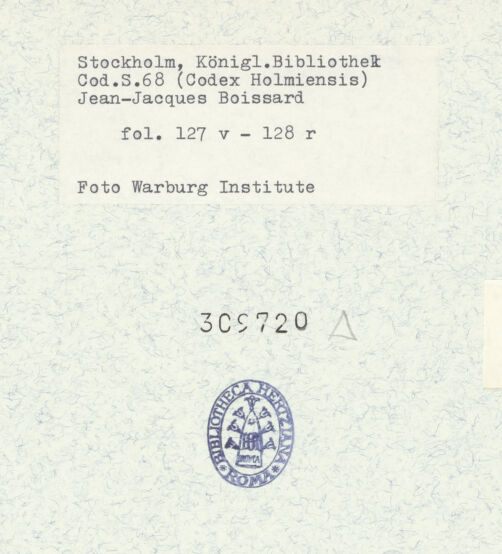 Stockholm, Königl.Bibliothek
Cod.S.68 (Codex Holmiensis)
Jean-Jacques Boissard
fol. 127 v - 128 r
Foto Warburg Institute
309720
BIBLIOTHECA HERTZIANA
ROMA